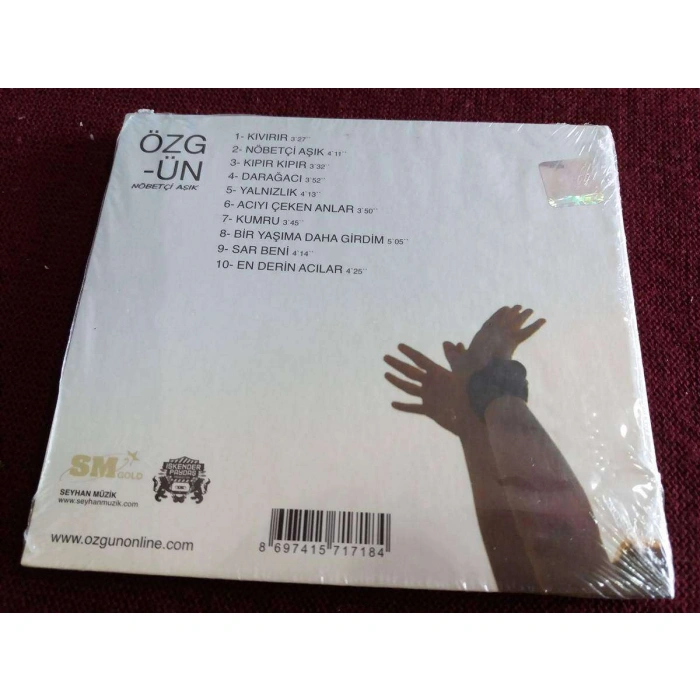 ÖZG
-ÜN
NÖBETÇİ AŞIK
1- KIVIRIR 3'27''
2- NÖBETÇİ AŞIK 4'11''
3- KIPIR KIPIR 3'32''
4- DARAĞACI 3'52''
5- YALNIZLIK 4'13''
6- ACIYI ÇEKEN ANLAR 3'50''
7- KUMRU 3'45''
8- BİR YAŞIMA DAHA GİRDİM 5'05''
9- SAR BENİ 4'14''
10- EN DERİN ACILAR 4'25''
SM GOLD
SEYHAN MÜZİK
www.seyhanmuzik.com
İSKENDER
PAYDAŞ
www.ozgunonline.com
8 697415 717184